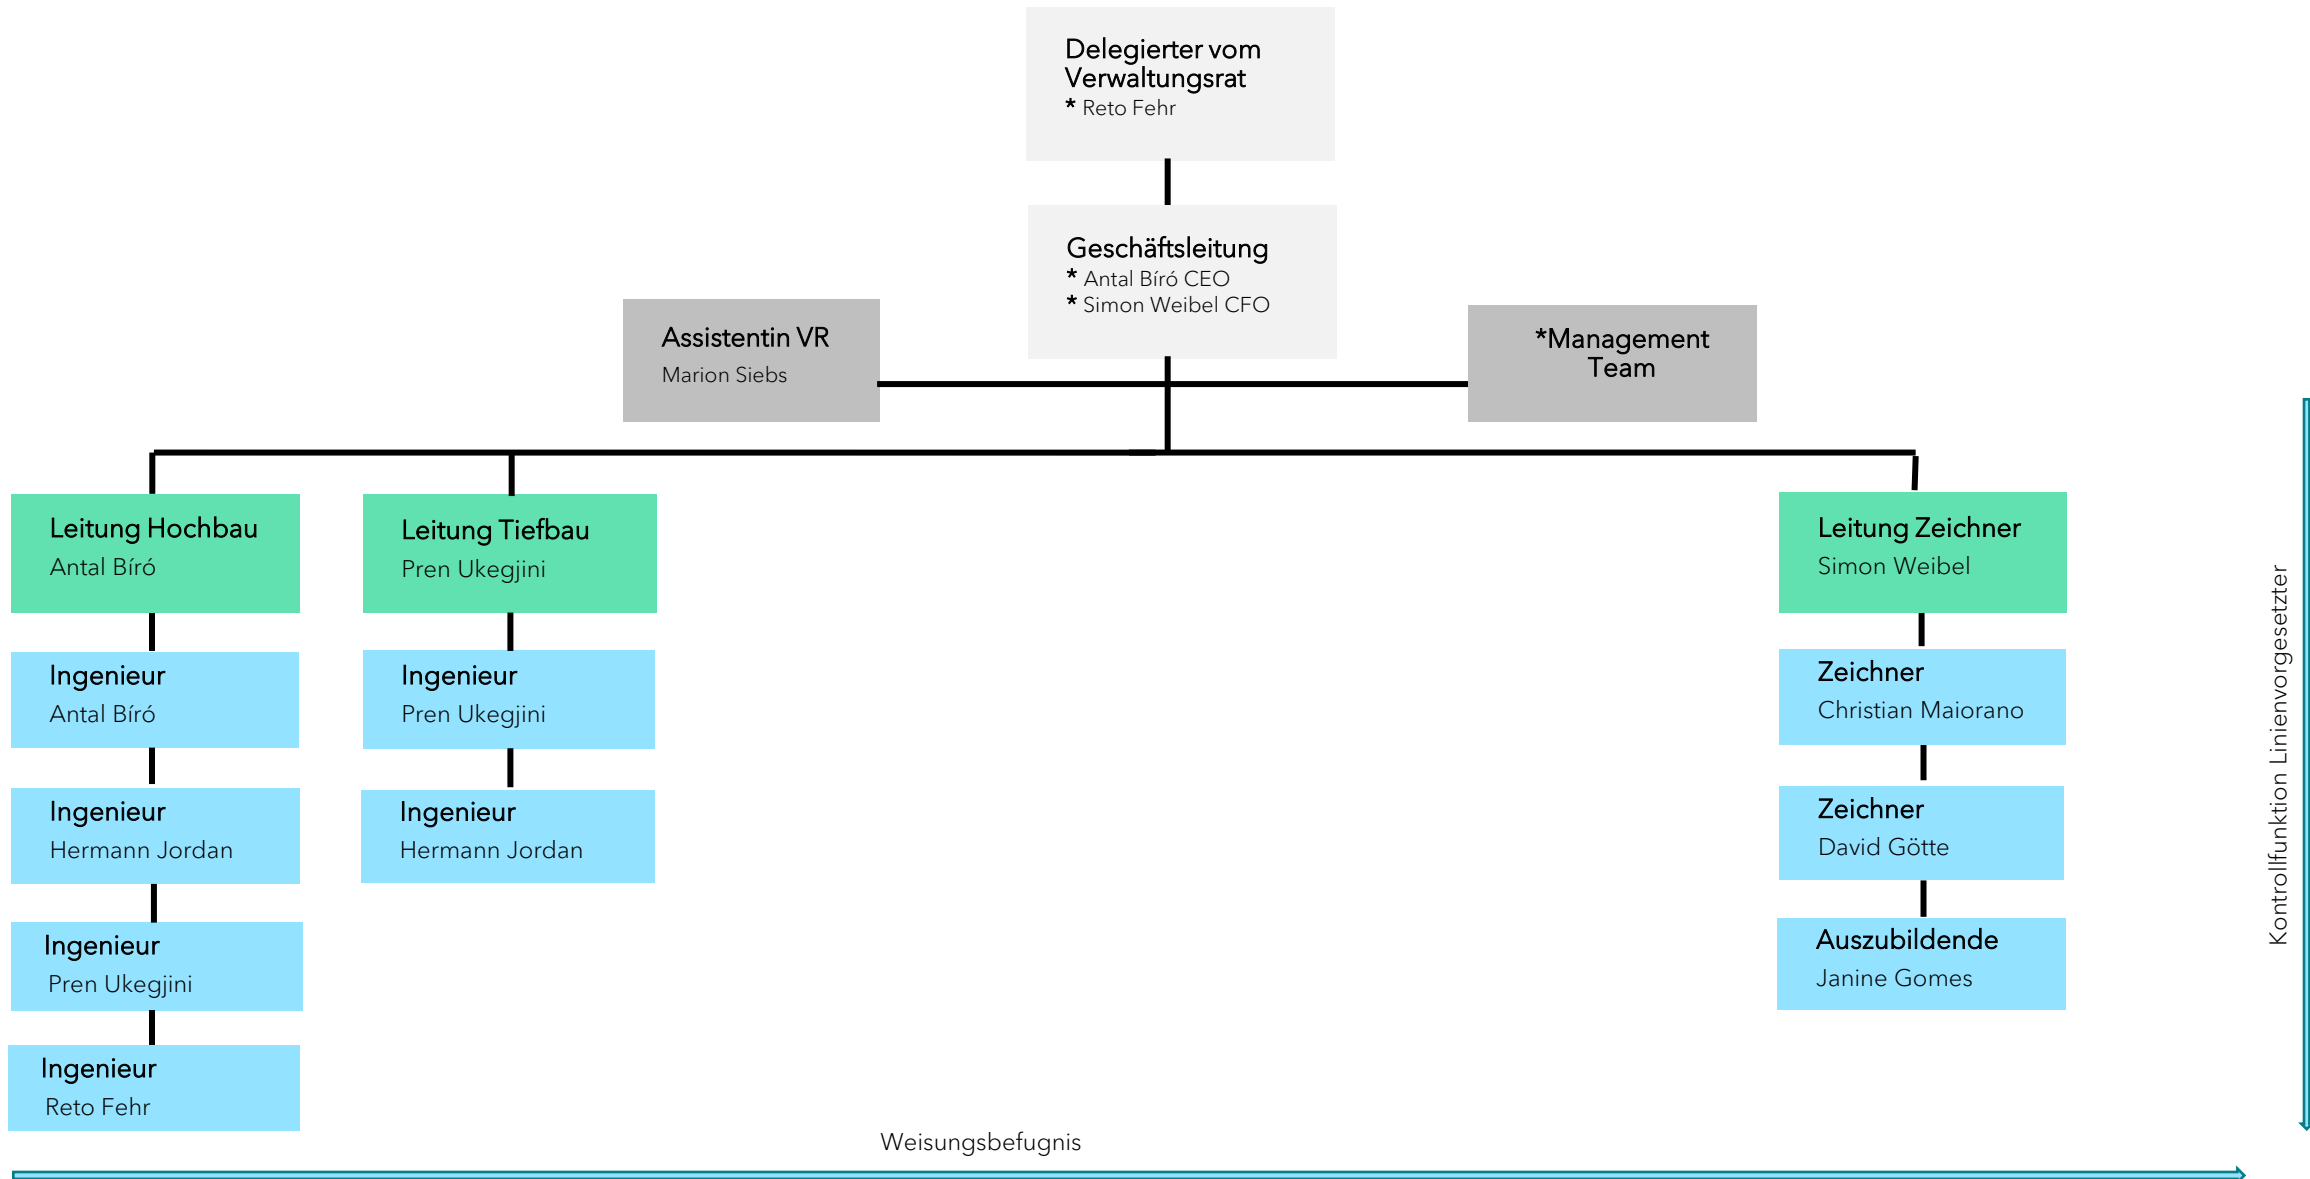 Delegierter vom
Verwaltungsrat
* Reto Fehr
Geschäftsleitung
* Antal Bíró CEO
* Simon Weibel CFO
Assistentin VR
Marion Siebs
*Management
Team
Leitung Hochbau
Antal Bíró
Leitung Tiefbau
Pren Ukegjini
Leitung Zeichner
Simon Weibel
Ingenieur
Antal Bíró
Ingenieur
Pren Ukegjini
Zeichner
Christian Maiorano
Ingenieur
Hermann Jordan
Ingenieur
Hermann Jordan
Zeichner
David Götte
Ingenieur
Pren Ukegjini
Auszubildende
Janine Gomes
Ingenieur
Reto Fehr
Kontrollfunktion Linienvorgesetzter
Weisungsbefugnis